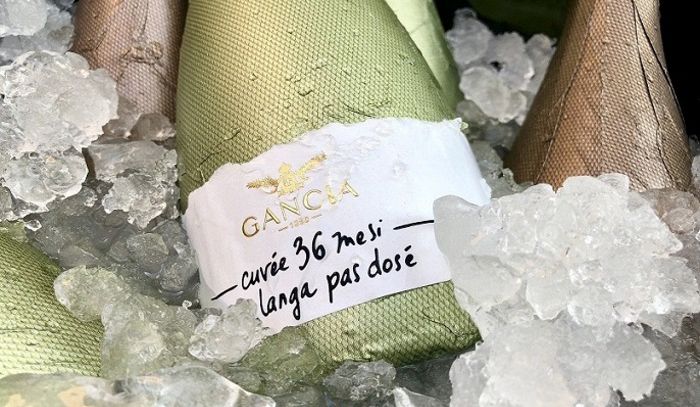 GANCIA
1850
cuvée 36 mesi
langa pas dosé